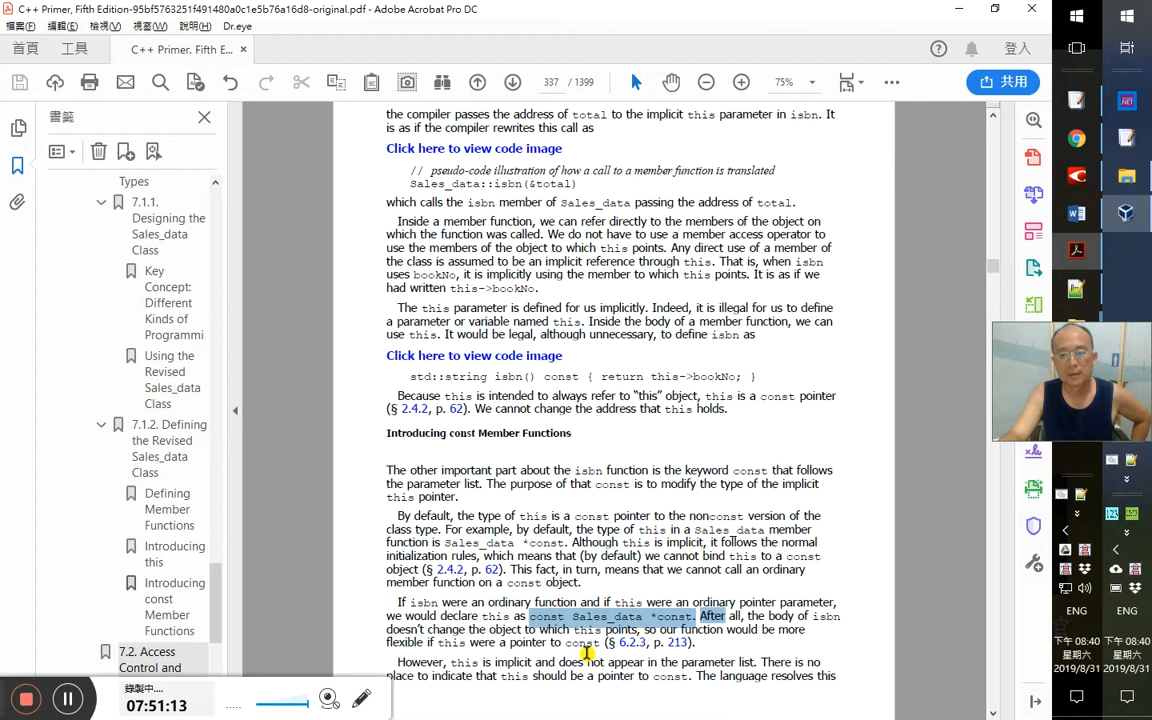 C++ Primer, Fifth Edition-95bf5763251f491480a0c1e5b76a16d8-original.pdf - Adobe Acrobat Pro DC
檔案(F) 編輯(E) 檢視(V) 視窗(W) 說明(H) Dr.eye
首頁 工具 C++ Primer, Fifth E... × 登入
337 / 1399 75% 共用
書籤
Types
7.1.1.
Designing the
Sales_data
Class
Key
Concept:
Different
Kinds of
Programmi
Using the
Revised
Sales_data
Class
7.1.2. Defining
the Revised
Sales_data
Class
Defining
Member
Functions
Introducing
this
Introducing
const
Member
Functions
7.2. Access
Control and
the compiler passes the address of total to the implicit this parameter in isbn. It
is as if the compiler rewrites this call as
Click here to view code image
// pseudo-code illustration of how a call to a member function is translated
Sales_data::isbn(&total)
which calls the isbn member of Sales_data passing the address of total.
Inside a member function, we can refer directly to the members of the object on
which the function was called. We do not have to use a member access operator to
use the members of the object to which this points. Any direct use of a member of
the class is assumed to be an implicit reference through this. That is, when isbn
uses bookNo, it is implicitly using the member to which this points. It is as if we
had written this->bookNo.
The this parameter is defined for us implicitly. Indeed, it is illegal for us to define
a parameter or variable named this. Inside the body of a member function, we can
use this. It would be legal, although unnecessary, to define isbn as
Click here to view code image
std::string isbn() const { return this->bookNo; }
Because this is intended to always refer to “this” object, this is a const pointer
(§ 2.4.2, p. 62). We cannot change the address that this holds.
Introducing const Member Functions
The other important part about the isbn function is the keyword const that follows
the parameter list. The purpose of that const is to modify the type of the implicit
this pointer.
By default, the type of this is a const pointer to the nonconst version of the
class type. For example, by default, the type of this in a Sales_data member
function is Sales_data *const. Although this is implicit, it follows the normal
initialization rules, which means that (by default) we cannot bind this to a const
object (§ 2.4.2, p. 62). This fact, in turn, means that we cannot call an ordinary
member function on a const object.
If isbn were an ordinary function and if this were an ordinary pointer parameter,
we would declare this as const Sales_data *const. After all, the body of isbn
doesn’t change the object to which this points, so our function would be more
flexible if this were a pointer to const (§ 6.2.3, p. 213).
However, this is implicit and does not appear in the parameter list. There is no
place to indicate that this should be a pointer to const. The language resolves this
錄製中...
07:51:13
ENG ENG
下午 08:40 下午 08:40
星期六 星期六
2019/8/31 2019/8/31